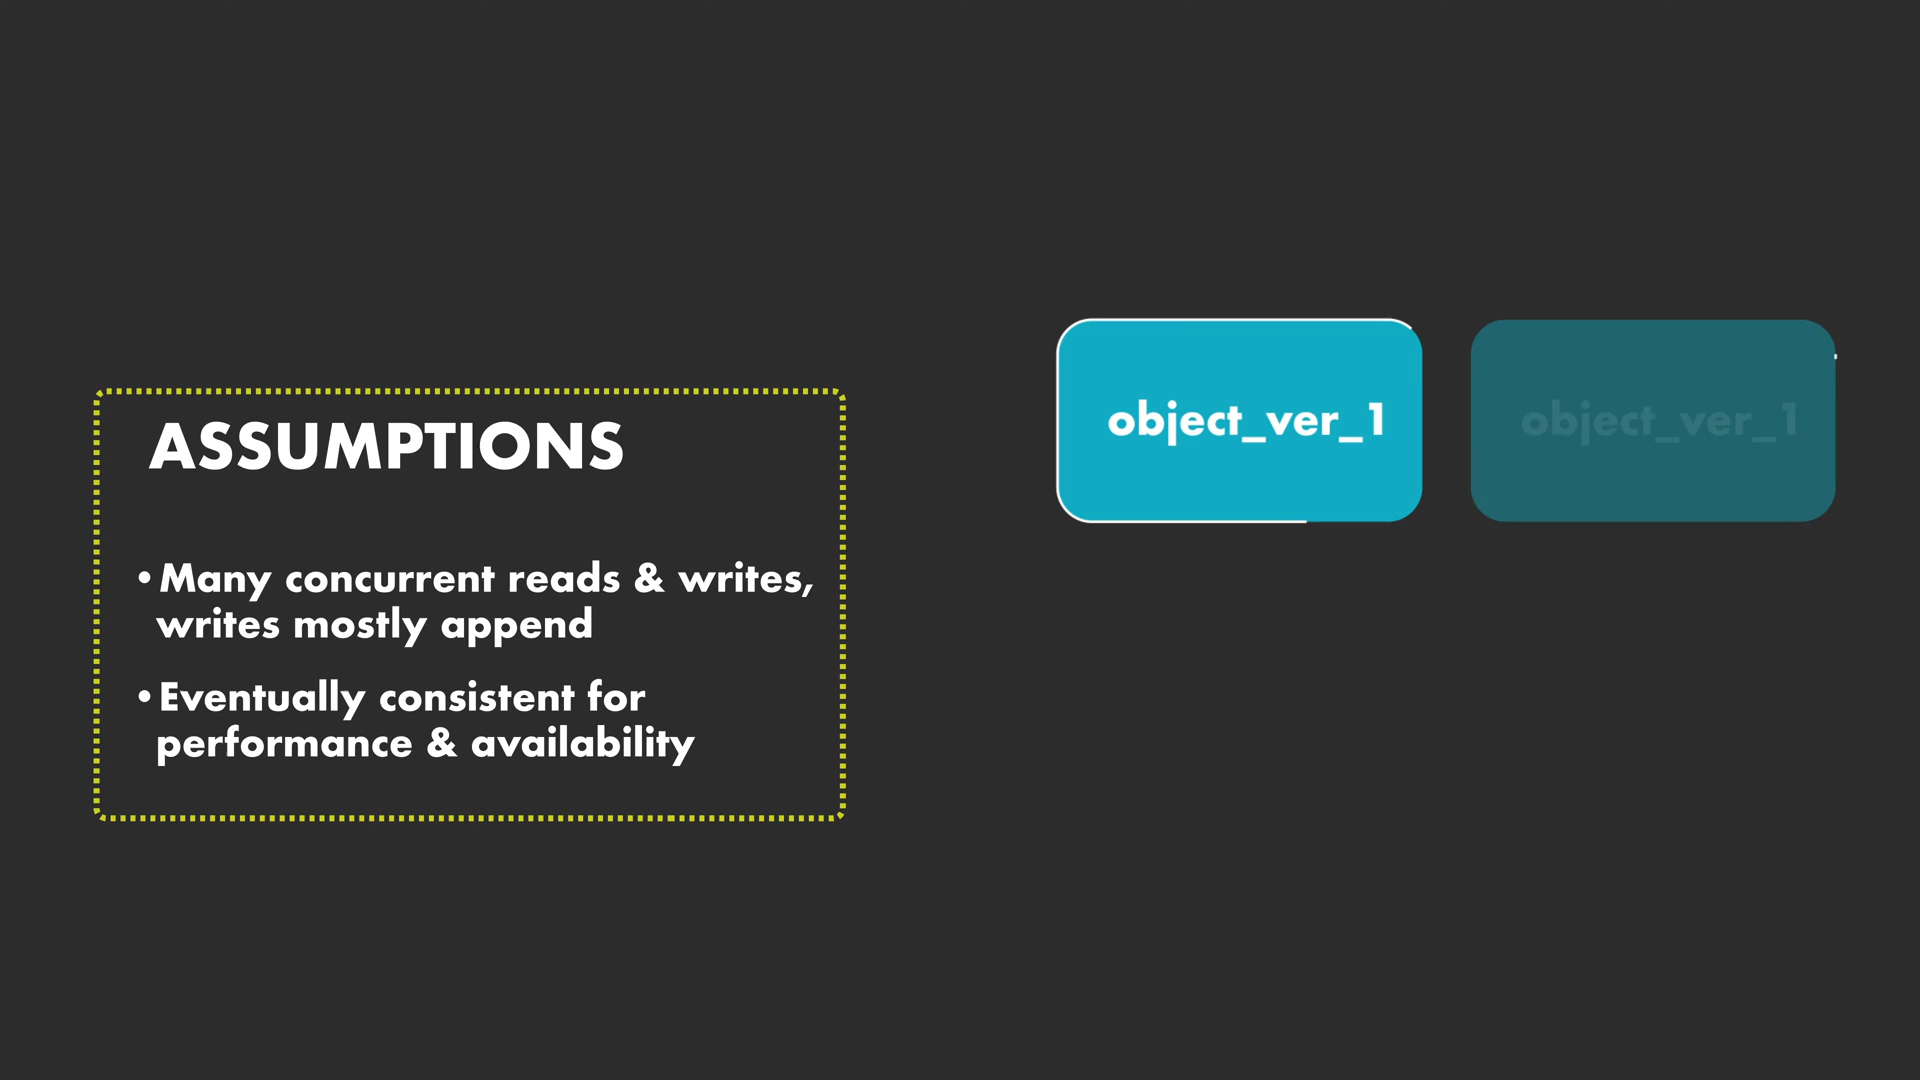 ASSUMPTIONS
•Many concurrent reads & writes,
writes mostly append
•Eventually consistent for
performance & availability
object_ver_1
object_ver_1